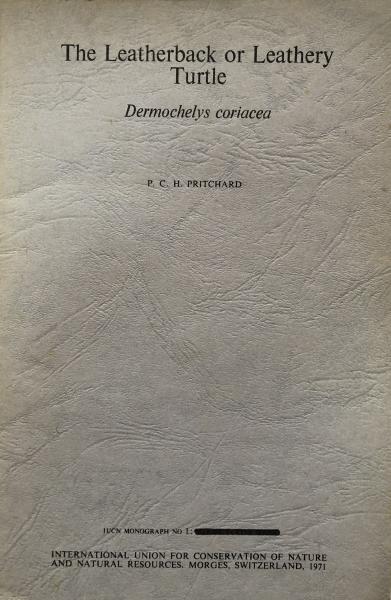 The Leatherback or Leathery
Turtle
Dermochelys coriacea
P. C. H. PRITCHARD
IUCN MONOGRAPH NO 1:
INTERNATIONAL UNION FOR CONSERVATION OF NATURE
AND NATURAL RESOURCES. MORGES, SWITZERLAND, 1971